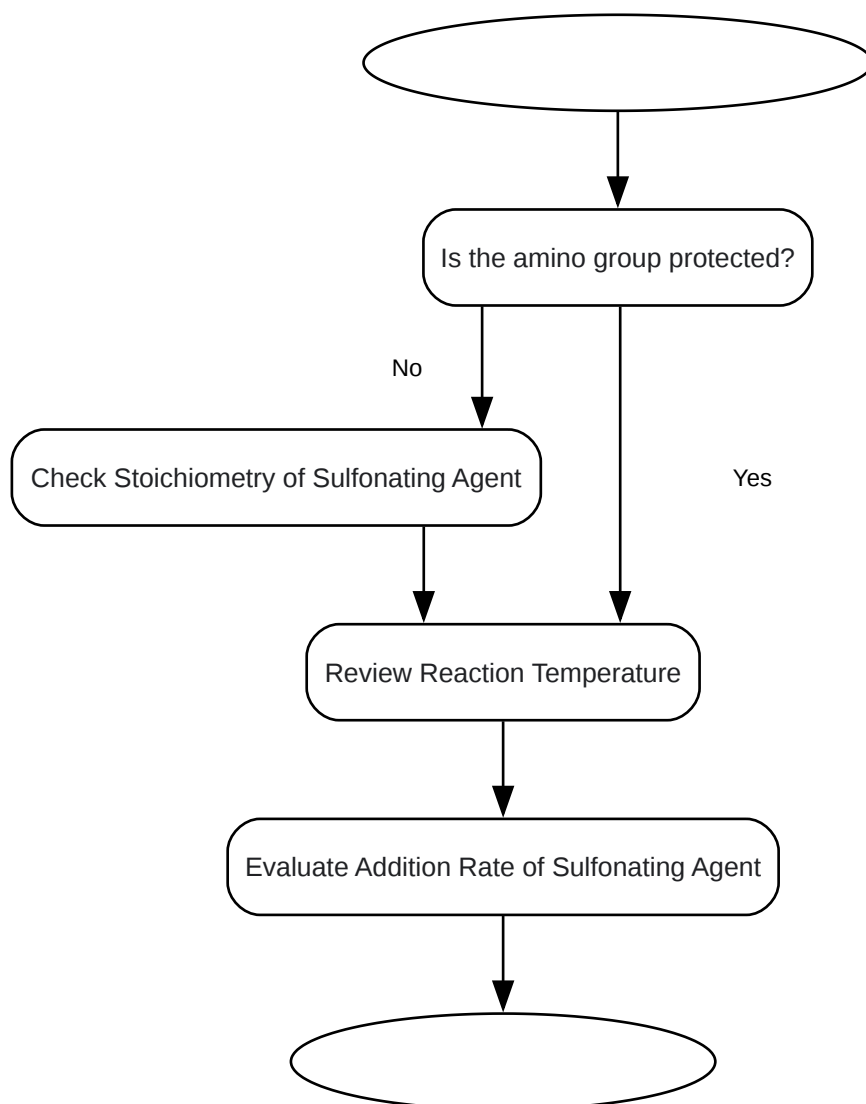 Is the amino group protected?
No
Check Stoichiometry of Sulfonating Agent
Yes
Review Reaction Temperature
Evaluate Addition Rate of Sulfonating Agent